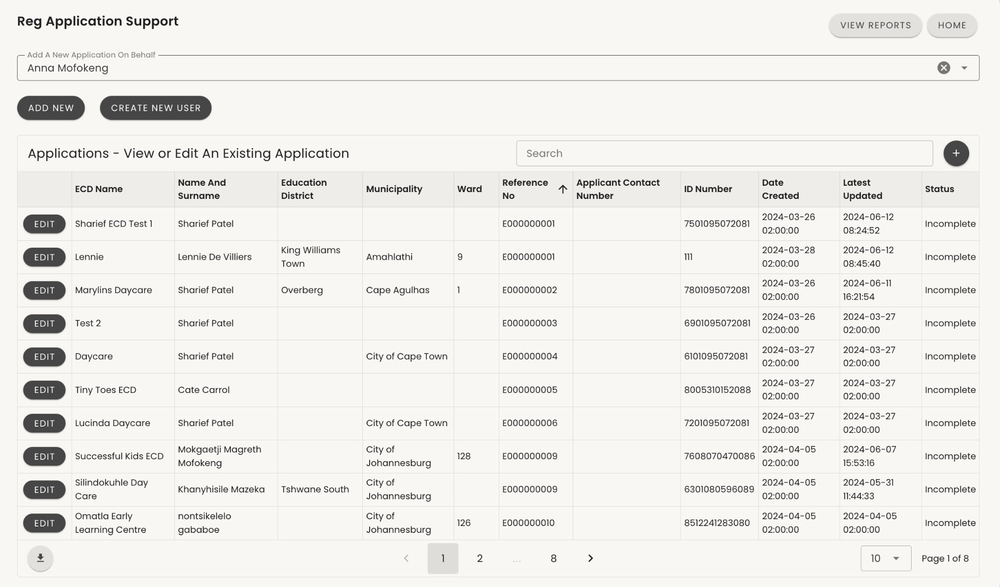 Reg Application Support
VIEW REPORTS
HOME
Add A New Application On Behalf
Anna Mofokeng
ADD NEW
CREATE NEW USER
Applications - View or Edit An Existing Application
Search
+
ECD Name
Name And
Surname
Education
District
Municipality
Ward
Reference
No
Applicant Contact
Number
ID Number
Date
Created
Latest
Updated
Status
EDIT
Sharief ECD Test 1
Sharief Patel
E000000001
7501095072081
2024-03-26
02:00:00
2024-06-12
08:24:52
Incomplete
EDIT
Lennie
Lennie De Villiers
King Williams
Town
Amahlathi
9
E000000001
111
2024-03-28
02:00:00
2024-06-12
08:45:40
Incomplete
EDIT
Marylins Daycare
Sharief Patel
Overberg
Cape Agulhas
1
E000000002
7801095072081
2024-03-26
02:00:00
2024-06-11
16:21:54
Incomplete
EDIT
Test 2
Sharief Patel
E000000003
6901095072081
2024-03-26
02:00:00
2024-03-27
02:00:00
Incomplete
EDIT
Daycare
Sharief Patel
City of Cape Town
E000000004
6101095072081
2024-03-27
02:00:00
2024-03-27
02:00:00
Incomplete
EDIT
Tiny Toes ECD
Cate Carrol
E000000005
8005310152088
2024-03-27
02:00:00
2024-03-27
02:00:00
Incomplete
EDIT
Lucinda Daycare
Sharief Patel
City of Cape Town
E000000006
7201095072081
2024-03-27
02:00:00
2024-03-27
02:00:00
Incomplete
EDIT
Successful Kids ECD
Mokgaetji Magreth
Mofokeng
City of
Johannesburg
128
E000000009
7608070470086
2024-04-05
02:00:00
2024-06-07
15:53:16
Incomplete
EDIT
Silindokuhle Day
Care
Khanyhisile Mazeka
Tshwane South
City of
Johannesburg
E000000009
6301080596089
2024-04-05
02:00:00
2024-05-31
11:44:33
Incomplete
EDIT
Omatla Early
Learning Centre
nontsikelelo
gababoe
City of
Johannesburg
126
E000000010
8512241283080
2024-04-05
02:00:00
2024-04-05
02:00:00
Incomplete
1
2
...
8
10
Page 1 of 8